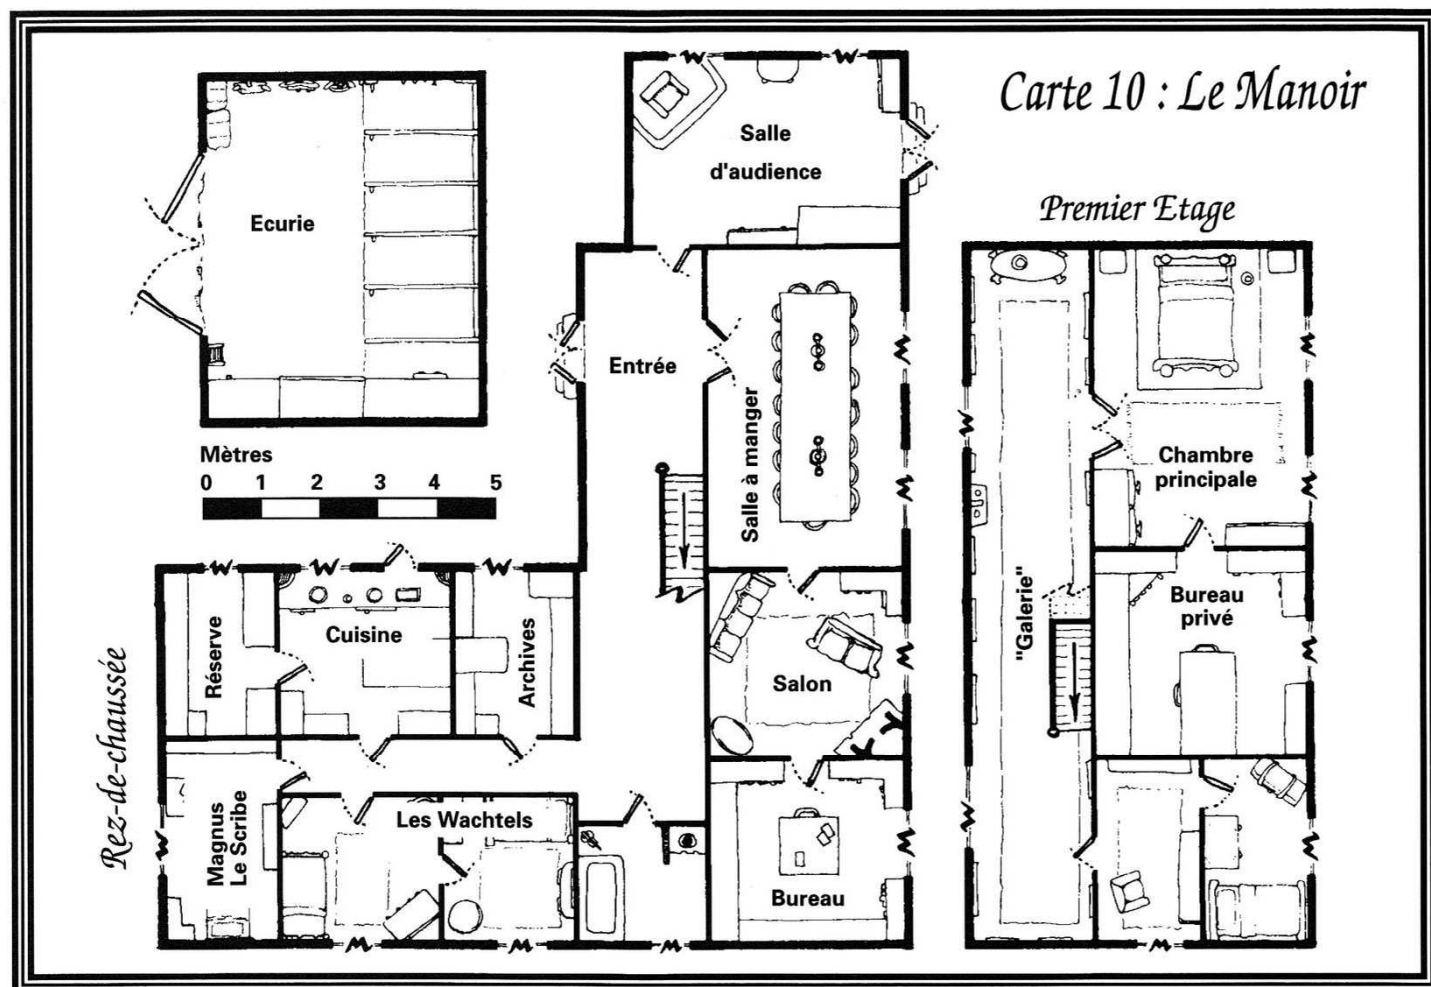 Carte 10 : Le Manoir
Salle
d'audience
Ecurie
Premier Etage
Entrée
Salle à manger
Mètres
0 1 2 3 4 5
Chambre
principale
"Galerie"
Bureau
privé
Rez-de-chaussée
Réserve
Cuisine
Archives
Salon
Magnus
Le Scribe
Les Wachtels
Bureau